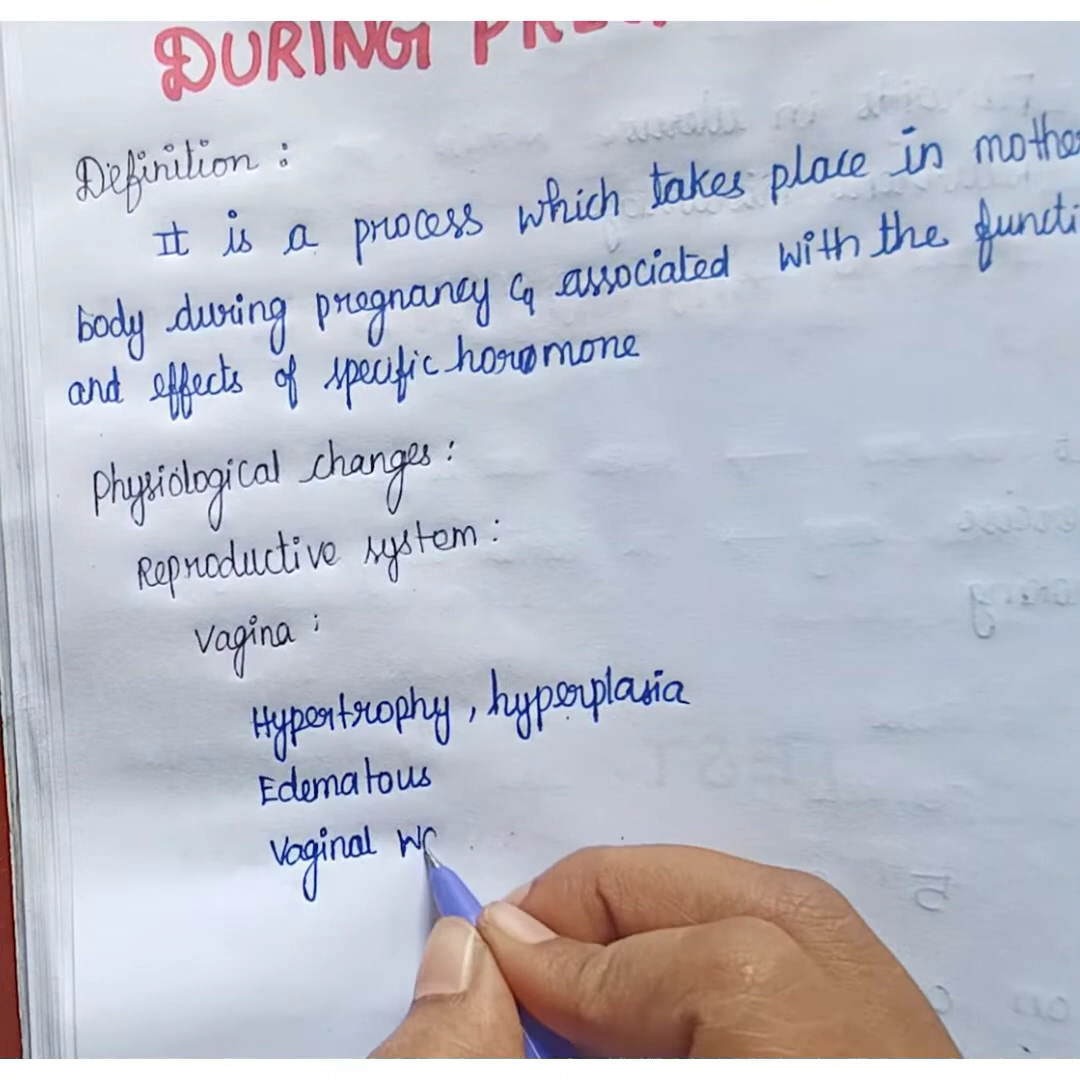 DURING
Definition :
It is a process which takes place in mothe
body during pregnancy & associated with the functi
and effects of specific horomone
physiological changes :
Reproductive system :
Vagina :
Hypertrophy, hyperplasia
Edematous
Vaginal wa